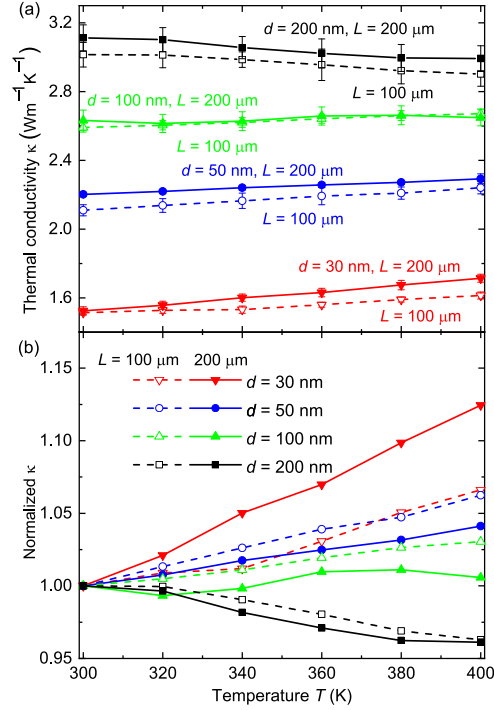 (a)
3.2
2.8
2.4
2.0
1.6
Thermal conductivity κ (Wm⁻¹K⁻¹)
d = 200 nm, L = 200 μm
L = 100 μm
d = 100 nm, L = 200 μm
L = 100 μm
d = 50 nm, L = 200 μm
L = 100 μm
d = 30 nm, L = 200 μm
L = 100 μm
(b)
1.15
1.10
1.05
1.00
0.95
Normalized κ
L = 100 μm 200 μm
d = 30 nm
d = 50 nm
d = 100 nm
d = 200 nm
300 320 340 360 380 400
Temperature T (K)